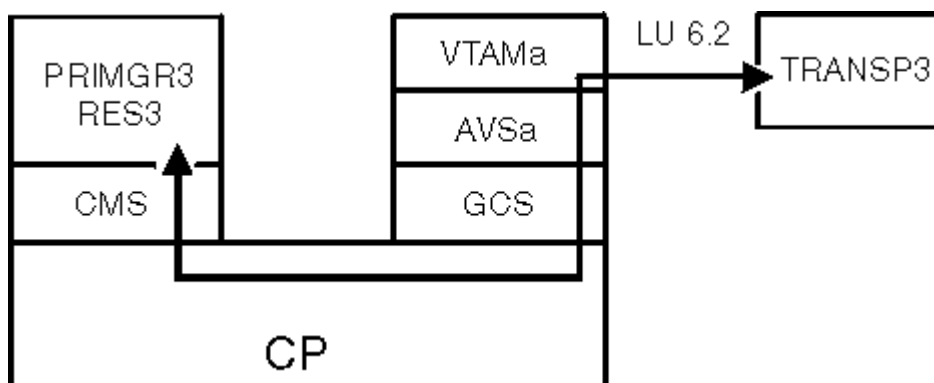 PRIMGR3
RES3
CMS
VTAMa
AVSa
GCS
LU 6.2
TRANSP3
CP